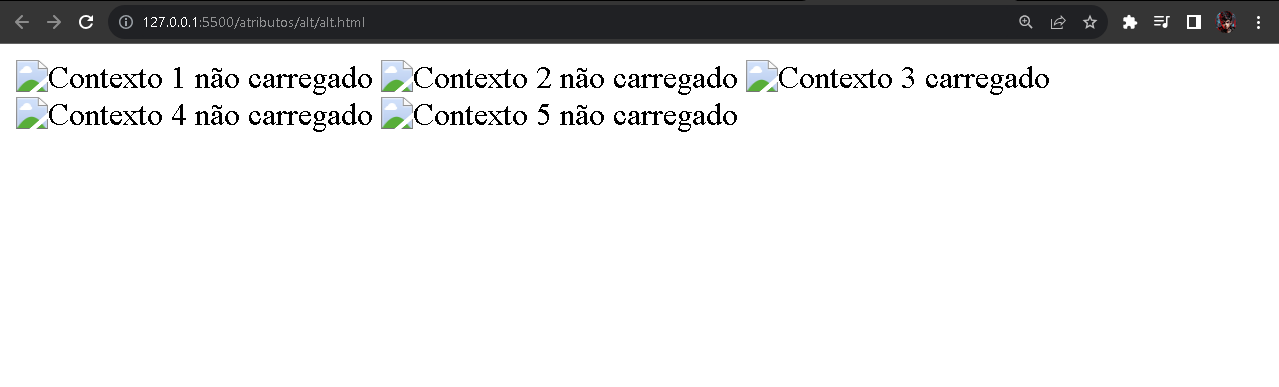 127.0.0.1:5500/atributos/alt/alt.html
Contexto 1 não carregado Contexto 2 não carregado Contexto 3 carregado
Contexto 4 não carregado Contexto 5 não carregado